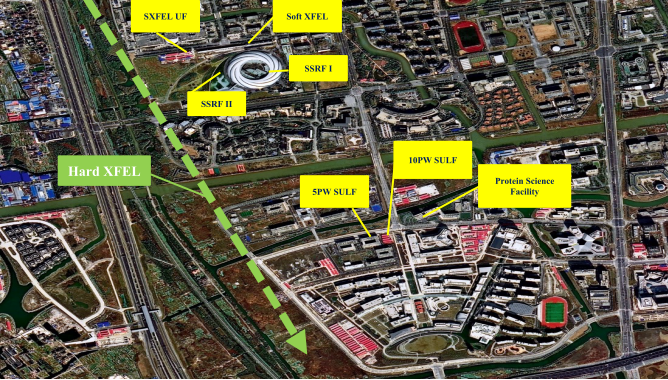 SXFEL UF
Soft XFEL
SSRF I
SSRF II
Hard XFEL
10PW SULF
5PW SULF
Protein Science
Facility